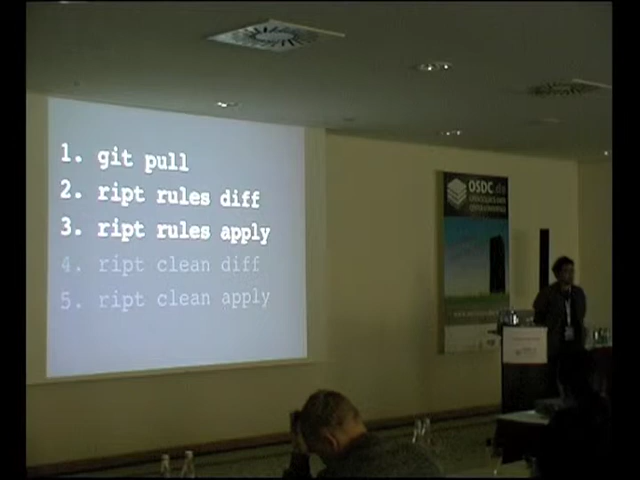 1. git pull
2. ript rules diff
3. ript rules apply
4. ript clean diff
5. ript clean apply
OSDC.de